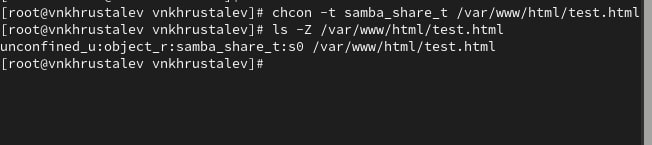 [root@vnkhrustalev vnkhrustalev]# chcon -t samba_share_t /var/www/html/test.html
[root@vnkhrustalev vnkhrustalev]# ls -Z /var/www/html/test.html
unconfined_u:object_r:samba_share_t:s0 /var/www/html/test.html
[root@vnkhrustalev vnkhrustalev]#